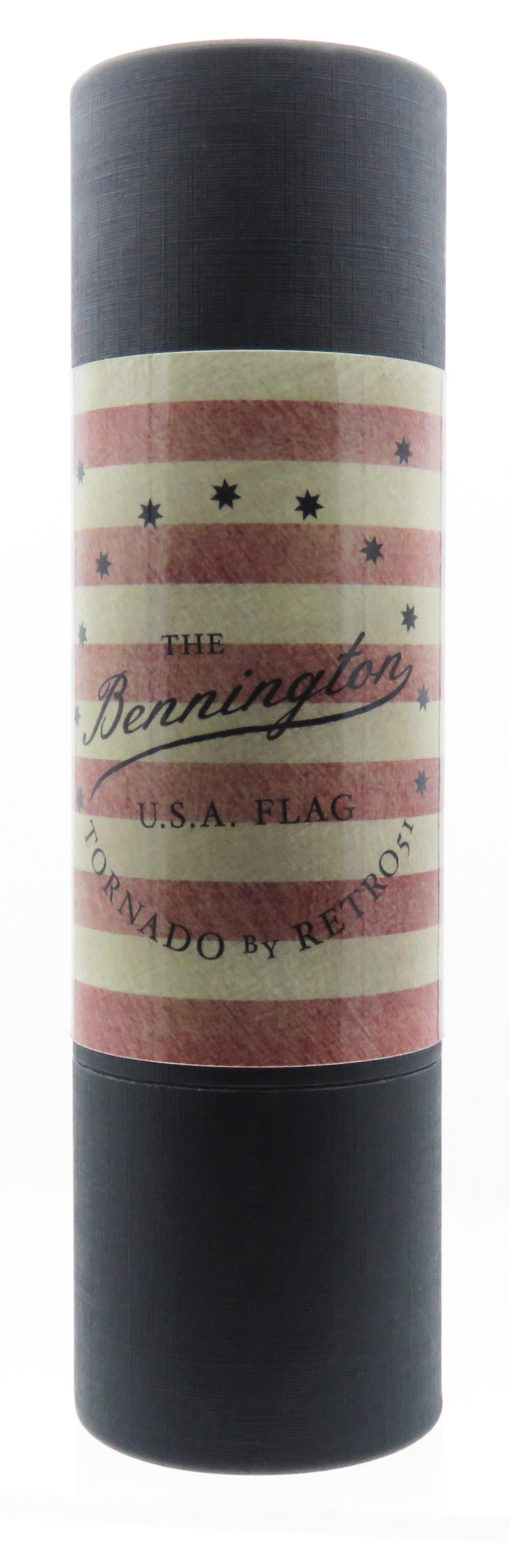 THE
Bennington
U.S.A. FLAG
TORNADO BY RETRO51